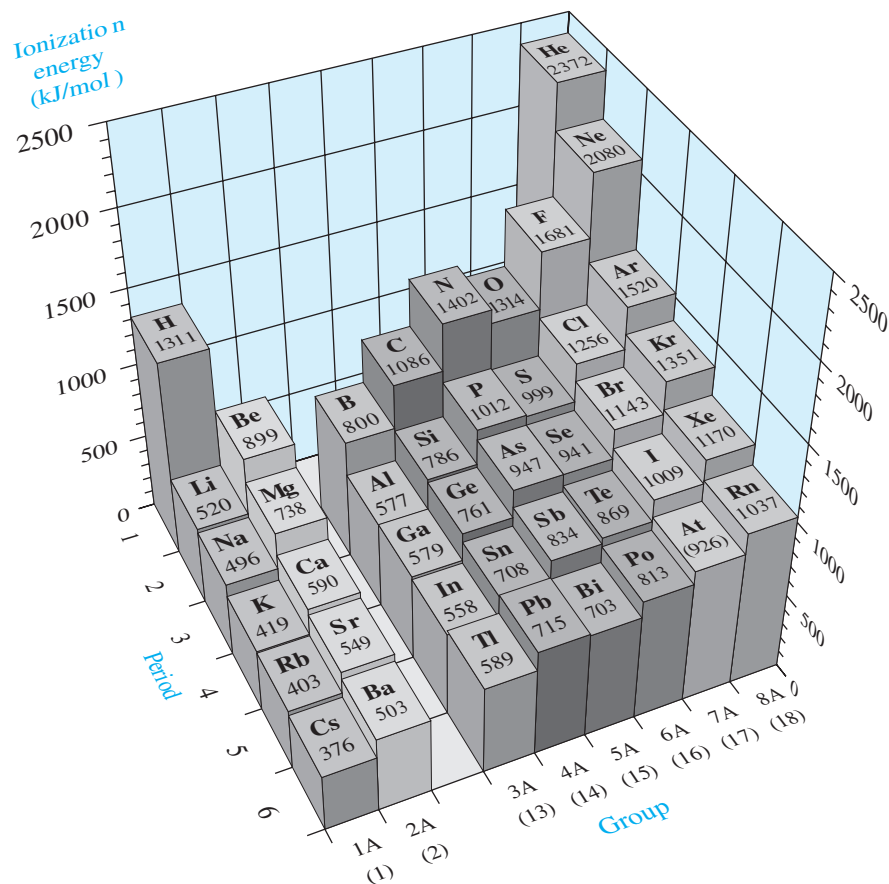 Ionizatio n
energy
(kJ/mol )
2500
2000
1500
1000
500
0
H
1311
Li
520
Na
496
K
419
Rb
403
Cs
376
Be
899
Mg
738
Ca
590
Sr
549
Ba
503
B
800
Al
577
Ga
579
In
558
Tl
589
C
1086
Si
786
Ge
761
Sn
708
Pb
715
N
1402
P
1012
As
947
Sb
834
Bi
703
O
1314
S
999
Se
941
Te
869
Po
813
F
1681
Cl
1256
Br
1143
I
1009
At
(926)
He
2372
Ne
2080
Ar
1520
Kr
1351
Xe
1170
Rn
1037
2500
2000
1500
1000
500
0
1
2
3
4
5
6
Period
1A
(1)
2A
(2)
3A
(13)
4A
(14)
5A
(15)
6A
(16)
7A
(17)
8A
(18)
Group